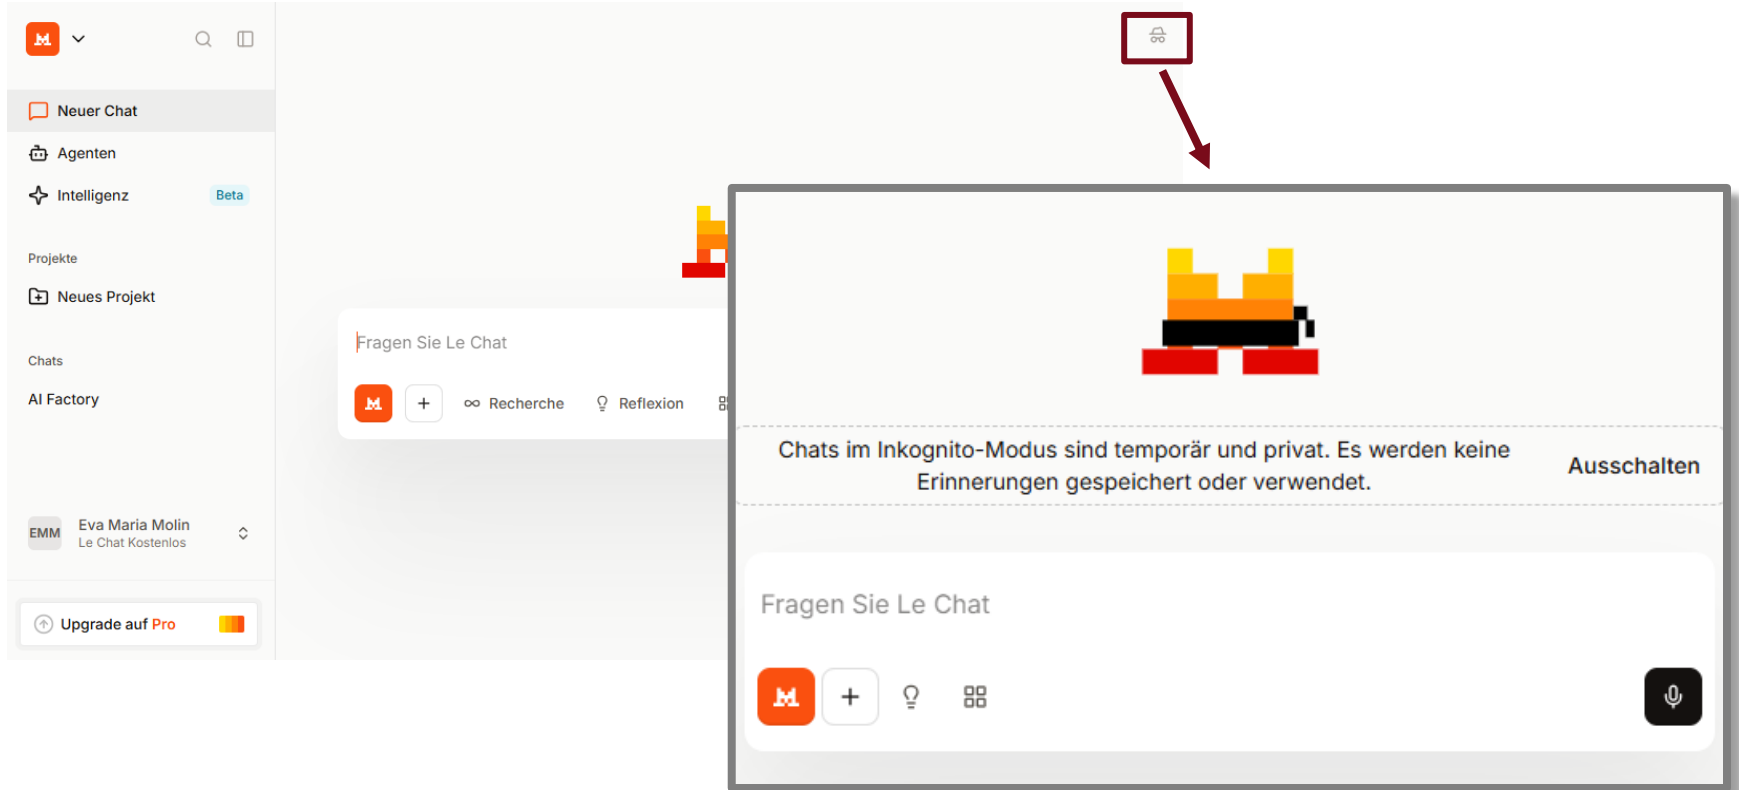 Neuer Chat
Agenten
Intelligenz Beta
Projekte
Neues Projekt
Chats
AI Factory
EMM Eva Maria Molin
Le Chat Kostenlos
Upgrade auf Pro
Fragen Sie Le Chat
Recherche Reflexion
Chats im Inkognito-Modus sind temporär und privat. Es werden keine
Erinnerungen gespeichert oder verwendet.
Ausschalten
Fragen Sie Le Chat